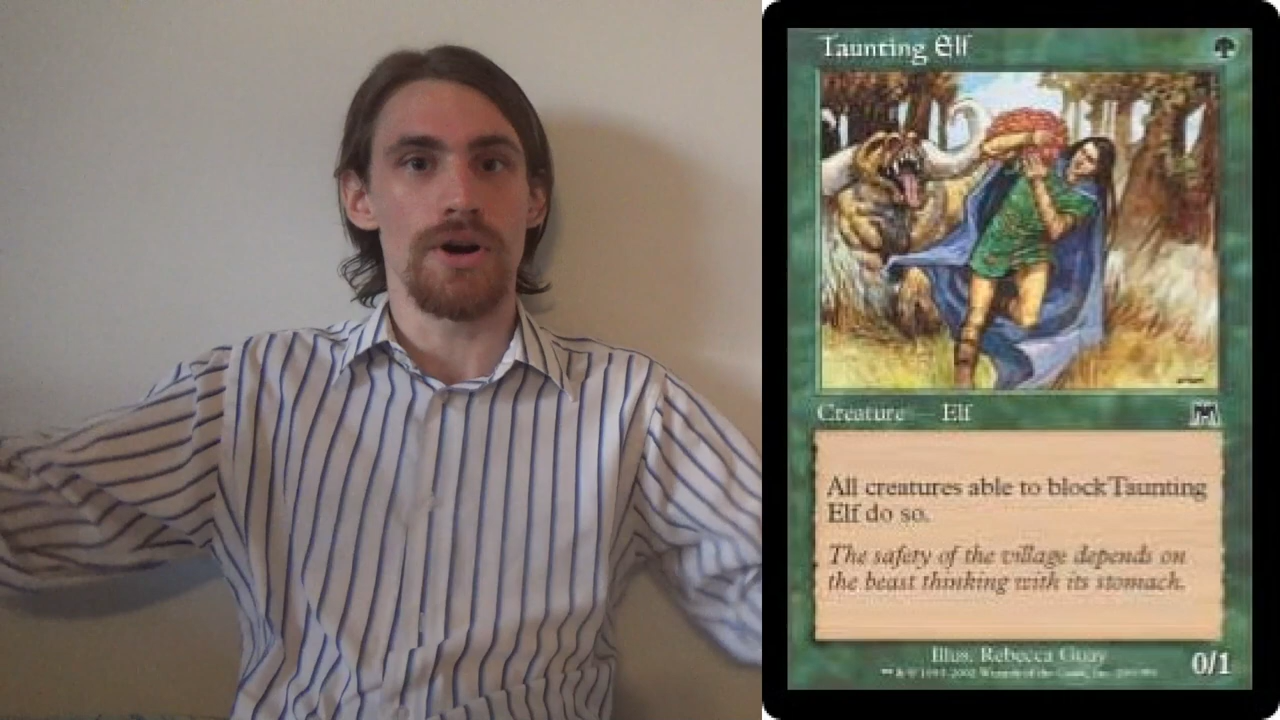 Taunting Elf
Creature — Elf
All creatures able to block Taunting
Elf do so.
The safety of the village depends on
the beast thinking with its stomach.
Illus. Rebecca Guay
0/1